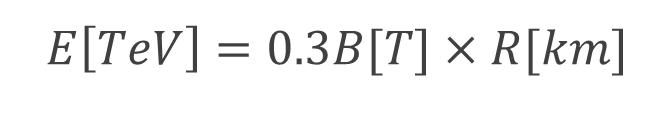 E[TeV] = 0.3B[T] × R[km]